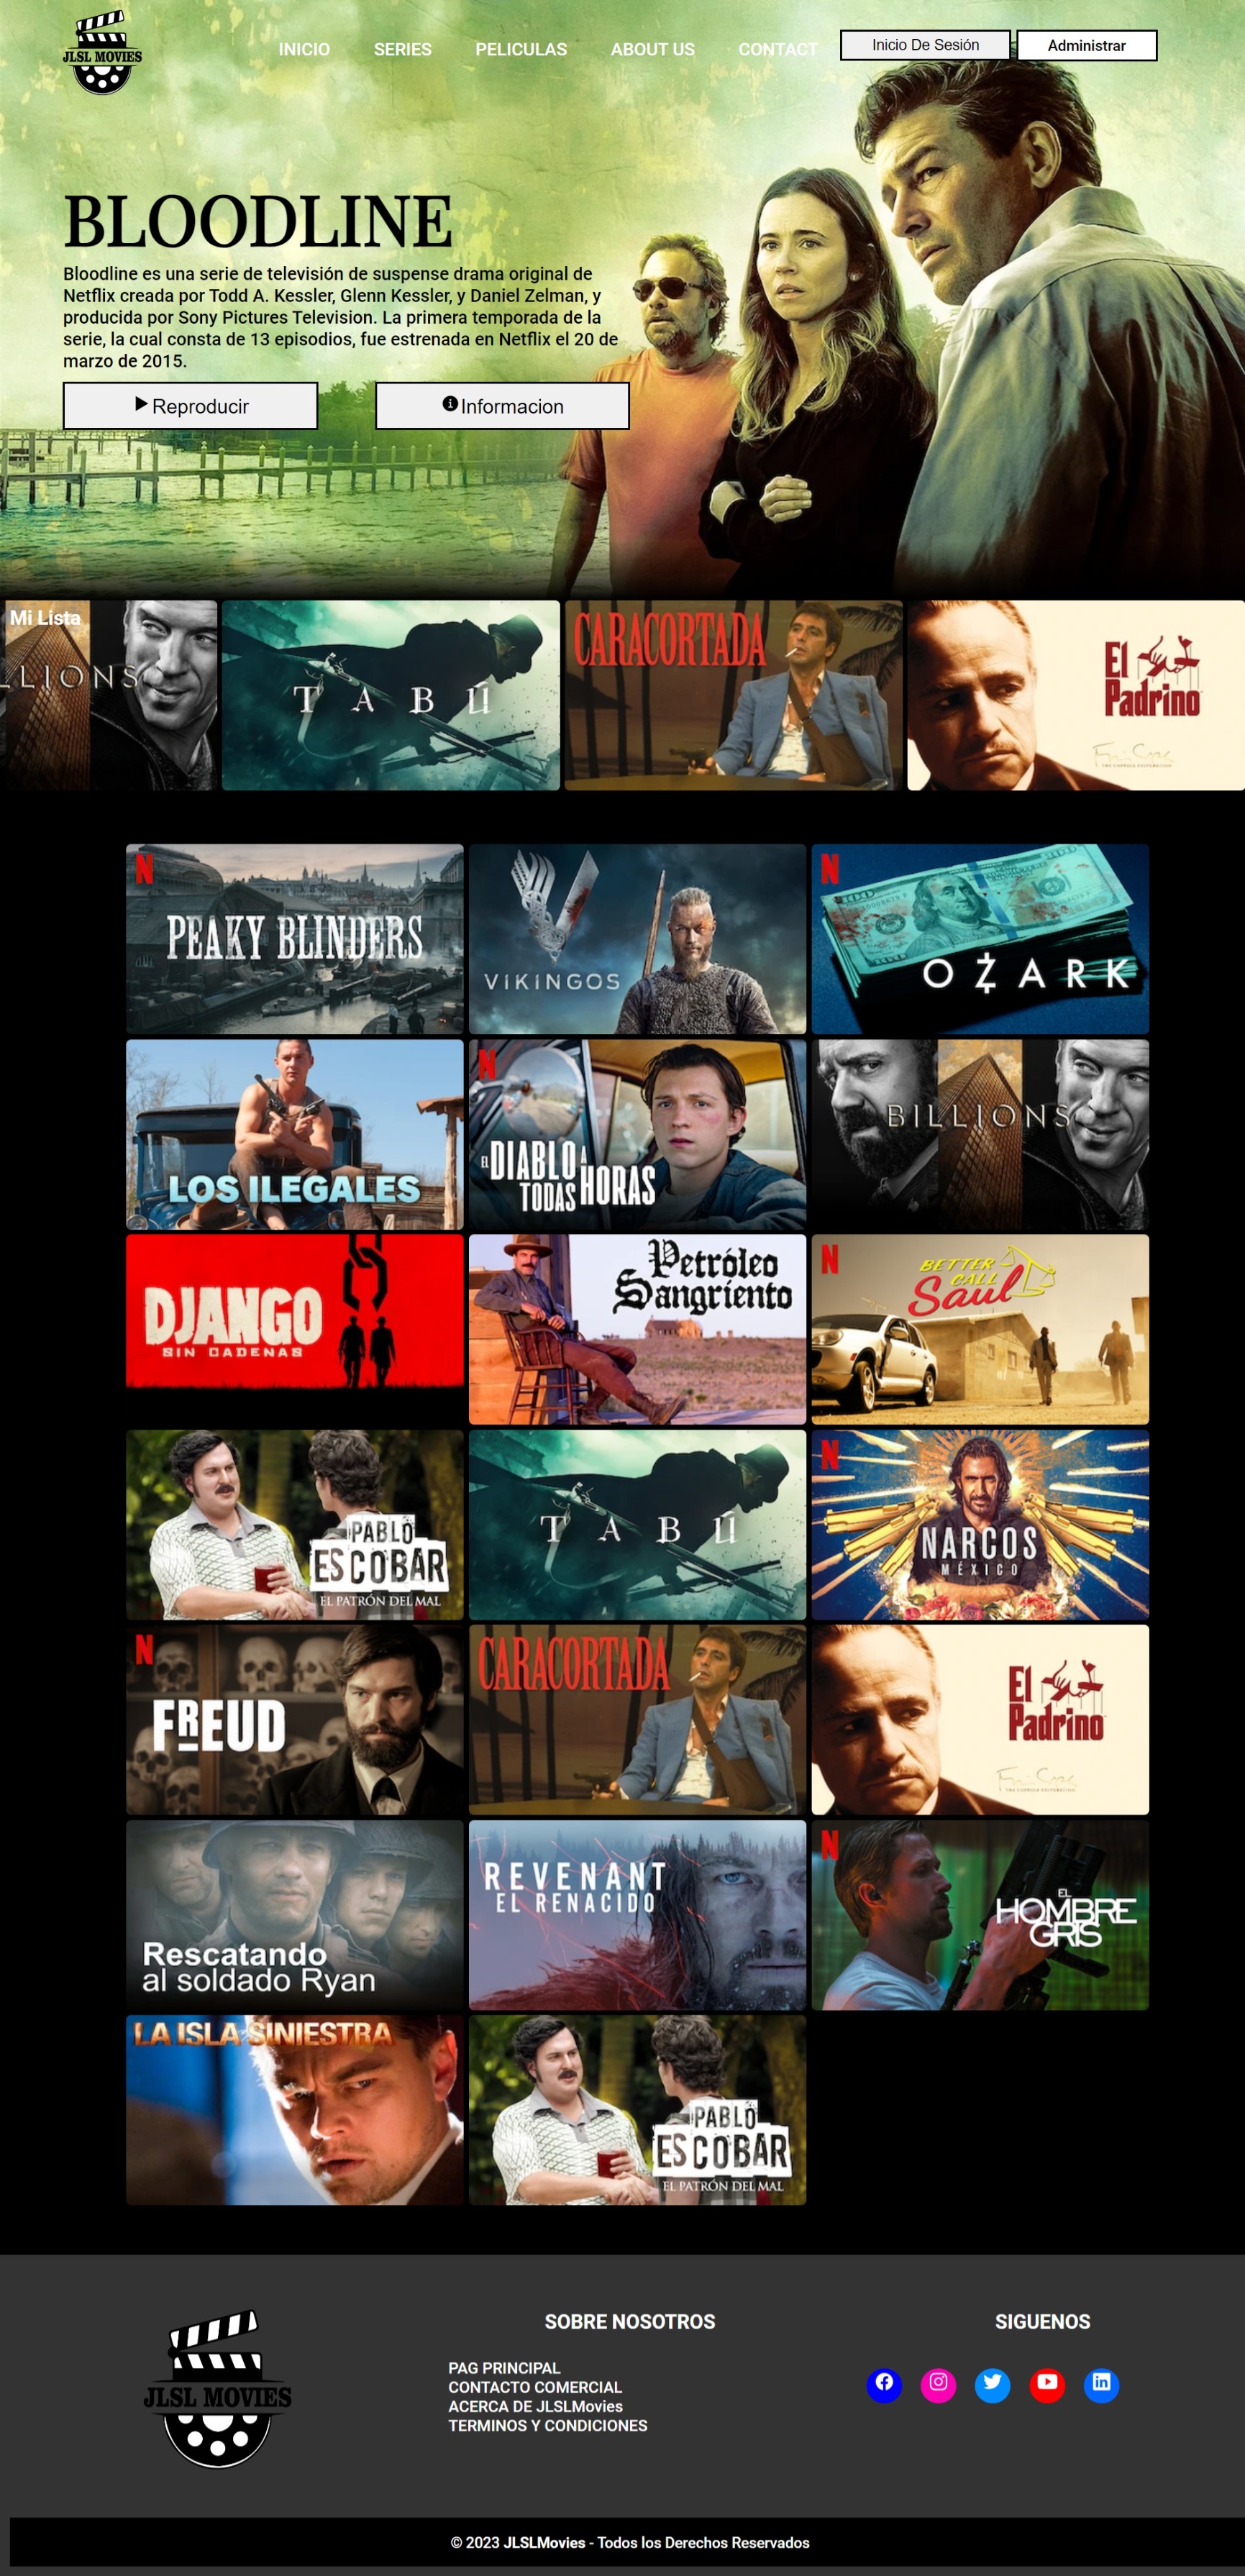 JLSL MOVIES
INICIO SERIES PELICULAS ABOUT US CONTACT Inicio De Sesión Administrar
BLOODLINE
Bloodline es una serie de televisión de suspense drama original de
Netflix creada por Todd A. Kessler, Glenn Kessler, y Daniel Zelman, y
producida por Sony Pictures Television. La primera temporada de la
serie, la cual consta de 13 episodios, fue estrenada en Netflix el 20 de
marzo de 2015.
Reproducir Informacion
Mi Lista
LLIONS
TABÚ
CARACORTADA
El
Padrino
N
PEAKY BLINDERS
VIKINGOS
N
OZARK
LOS ILEGALES
N
EL DIABLO A
TODAS HORAS
BILLIONS
DJANGO
SIN CADENAS
Petróleo
Sangriento
N
BETTER
CALL
Saul
PABLO
ESCOBAR
EL PATRÓN DEL MAL
TABÚ
N
NARCOS
MÉXICO
N
FREUD
CARACORTADA
El
Padrino
Rescatando
al soldado Ryan
REVENANT
EL RENACIDO
N
EL
HOMBRE
GRIS
LA ISLA SINIESTRA
PABLO
ESCOBAR
EL PATRÓN DEL MAL
JLSL MOVIES
SOBRE NOSOTROS
PAG PRINCIPAL
CONTACTO COMERCIAL
ACERCA DE JLSLMovies
TERMINOS Y CONDICIONES
SIGUENOS
© 2023 JLSLMovies - Todos los Derechos Reservados